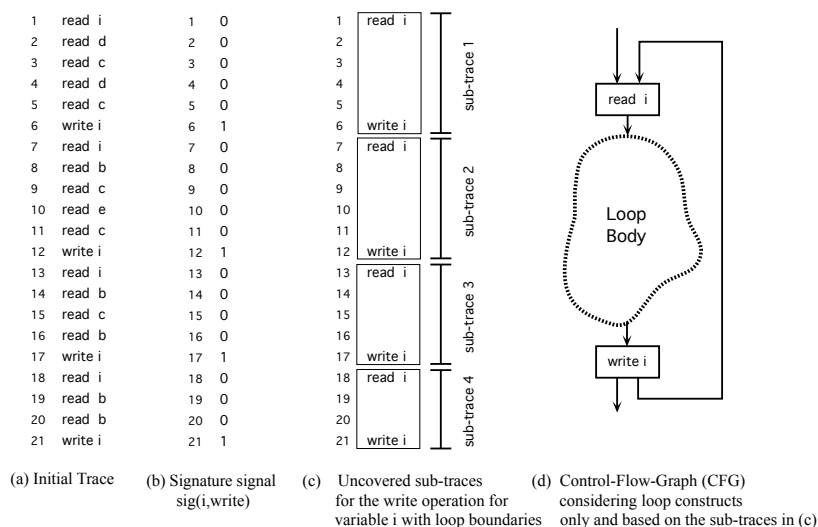 1 read i
2 read d
3 read c
4 read d
5 read c
6 write i
7 read i
8 read b
9 read c
10 read e
11 read c
12 write i
13 read i
14 read b
15 read c
16 read b
17 write i
18 read i
19 read b
20 read b
21 write i
(a) Initial Trace
1 0
2 0
3 0
4 0
5 0
6 1
7 0
8 0
9 0
10 0
11 0
12 1
13 0
14 0
15 0
16 0
17 1
18 0
19 0
20 0
21 1
(b) Signature signal
sig(i,write)
1 read i
2
3
4
5
6 write i
7 read i
8
9
10
11
12 write i
13 read i
14
15
16
17 write i
18 read i
19
20
21 write i
sub-trace 1
sub-trace 2
sub-trace 3
sub-trace 4
(c) Uncovered sub-traces
for the write operation for
variable i with loop boundaries
read i
Loop
Body
write i
(d) Control-Flow-Graph (CFG)
considering loop constructs
only and based on the sub-traces in (c)